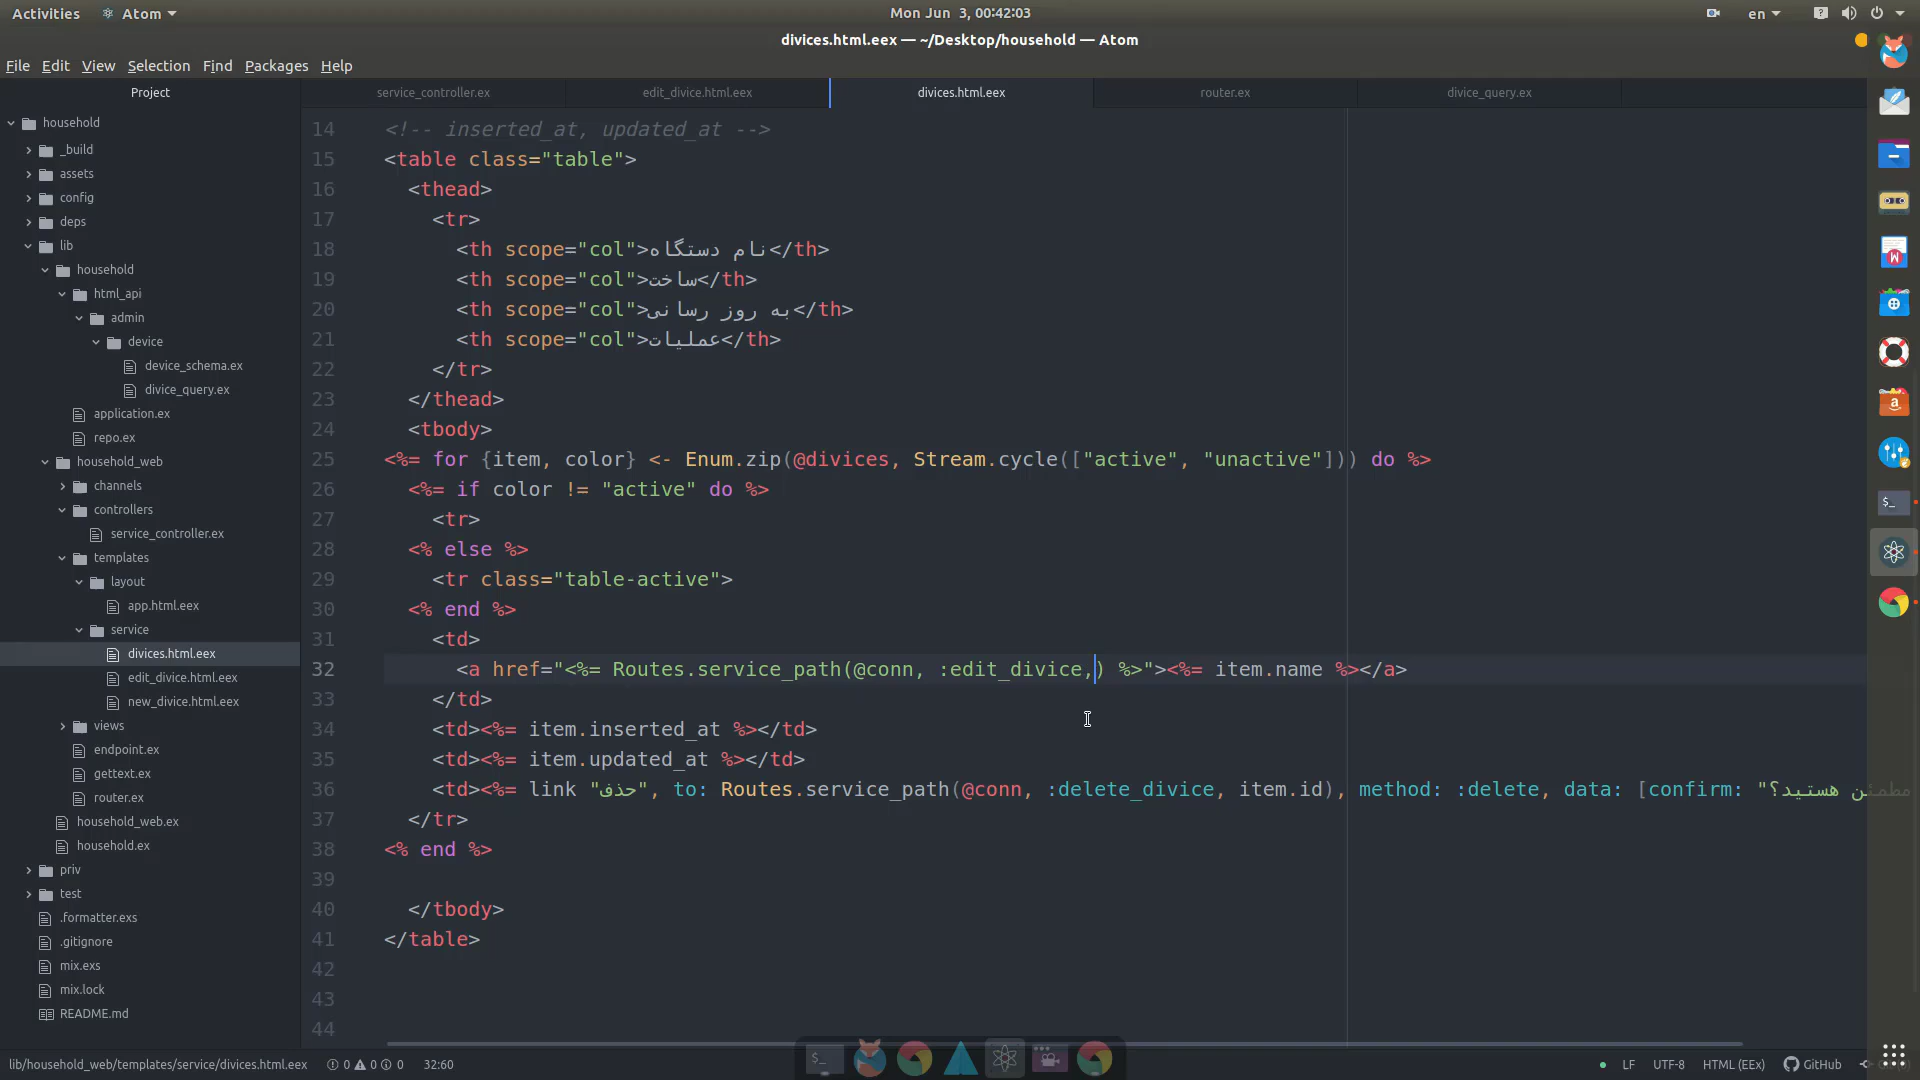 Activities
Atom
Mon Jun 3, 00:42:03
en
divices.html.eex — ~/Desktop/household — Atom
File Edit View Selection Find Packages Help
Project
household
_build
assets
config
deps
lib
household
html_api
admin
device
device_schema.ex
divice_query.ex
application.ex
repo.ex
household_web
channels
controllers
service_controller.ex
templates
layout
app.html.eex
service
divices.html.eex
edit_divice.html.eex
new_divice.html.eex
views
endpoint.ex
gettext.ex
router.ex
household_web.ex
household.ex
priv
test
.formatter.exs
.gitignore
mix.exs
mix.lock
README.md
service_controller.ex
edit_divice.html.eex
divices.html.eex
router.ex
divice_query.ex
14 <!-- inserted_at, updated_at -->
15 <table class="table">
16 <thead>
17 <tr>
18 <th scope="col">نام دستگاه</th>
19 <th scope="col">ساخت</th>
20 <th scope="col">به روز رسانی</th>
21 <th scope="col">عملیات</th>
22 </tr>
23 </thead>
24 <tbody>
25 <%= for {item, color} <- Enum.zip(@divices, Stream.cycle(["active", "unactive"])) do %>
26 <%= if color != "active" do %>
27 <tr>
28 <% else %>
29 <tr class="table-active">
30 <% end %>
31 <td>
32 <a href="<%= Routes.service_path(@conn, :edit_divice,) %>"><%= item.name %></a>
33 </td>
34 <td><%= item.inserted_at %></td>
35 <td><%= item.updated_at %></td>
36 <td><%= link "حذف", to: Routes.service_path(@conn, :delete_divice, item.id), method: :delete, data: [confirm: "مطمئن هستید؟
37 </tr>
38 <% end %>
39
40 </tbody>
41 </table>
42
43
44
lib/household_web/templates/service/divices.html.eex
0 0 0
32:60
LF
UTF-8
HTML (EEx)
GitHub